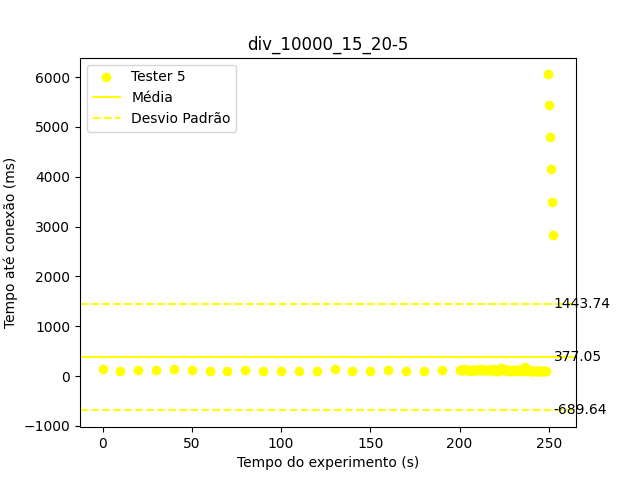 div_10000_15_20-5
Tester 5
Média
Desvio Padrão
6000
5000
4000
3000
2000
1000
0
−1000
Tempo até conexão (ms)
1443.74
377.05
-689.64
0
50
100
150
200
250
Tempo do experimento (s)